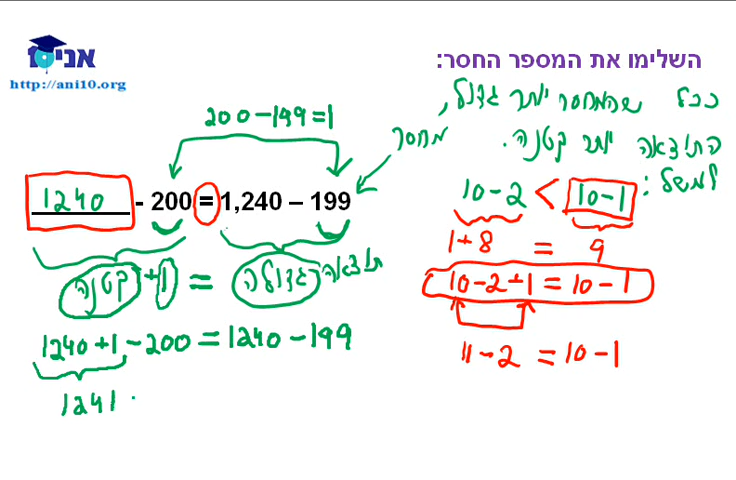 אני10
http://ani10.org
השלימו את המספר החסר:
ככל שהמחסר יותר גדול,
התוצאה יותר קטנה.
למשל:
10-2 < 10-1
1+8 = 9
10-2+1=10-1
11-2=10-1
200-199=1
מחסר
1240 - 200 = 1,240 – 199
קטנה +1 = גדולה תוצאה
1240+1-200=1240-199
1241